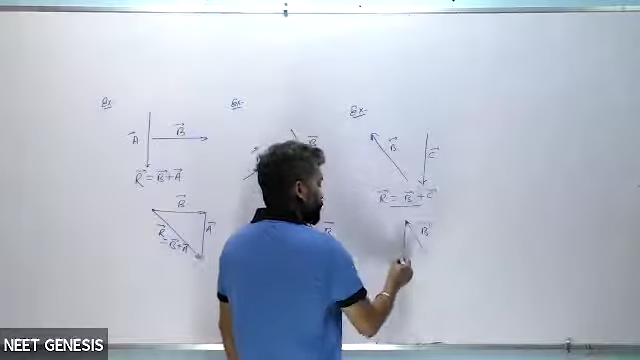 Ex- Ex- Ex-
A⃗ B⃗ B⃗ B⃗ C⃗
R⃗ = B⃗ + A⃗ R⃗ = B⃗ + C⃗
B⃗ A⃗ B⃗ B⃗
R⃗
= B⃗ + A⃗
NEET GENESIS